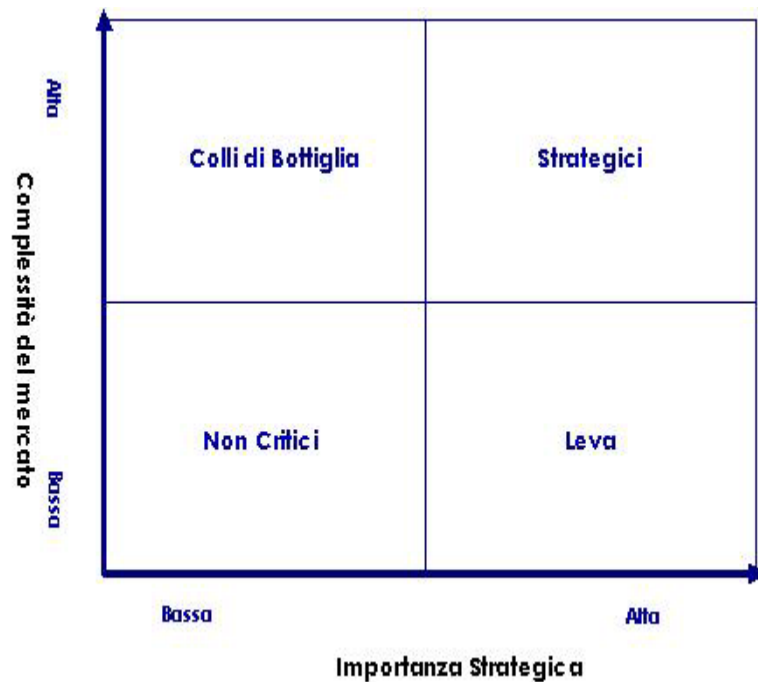 Alta
Colli di Bottiglia
Strategici
Complessità del mercato
Non Critici
Leva
Bassa
Bassa
Alta
Importanza Strategica